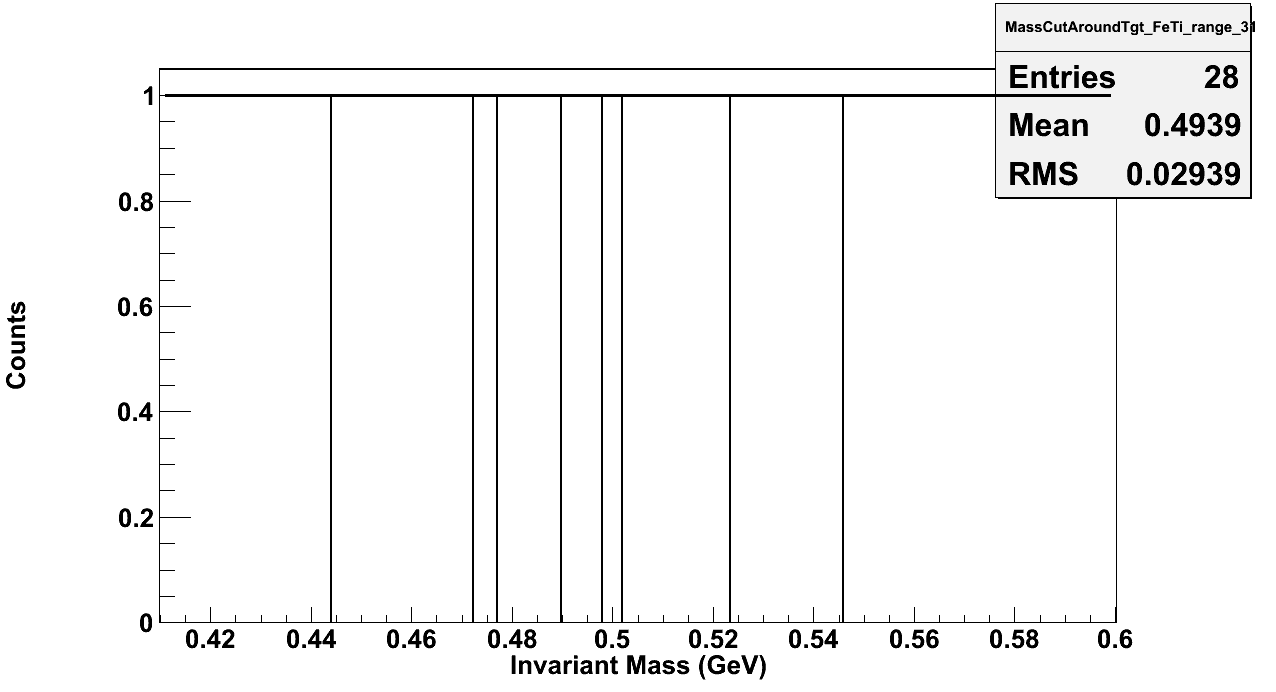 MassCutAroundTgt_FeTi_range_31
Entries 28
Mean 0.4939
RMS 0.02939
1
0.8
0.6
0.4
0.2
0
Counts
0.42 0.44 0.46 0.48 0.5 0.52 0.54 0.56 0.58 0.6
Invariant Mass (GeV)